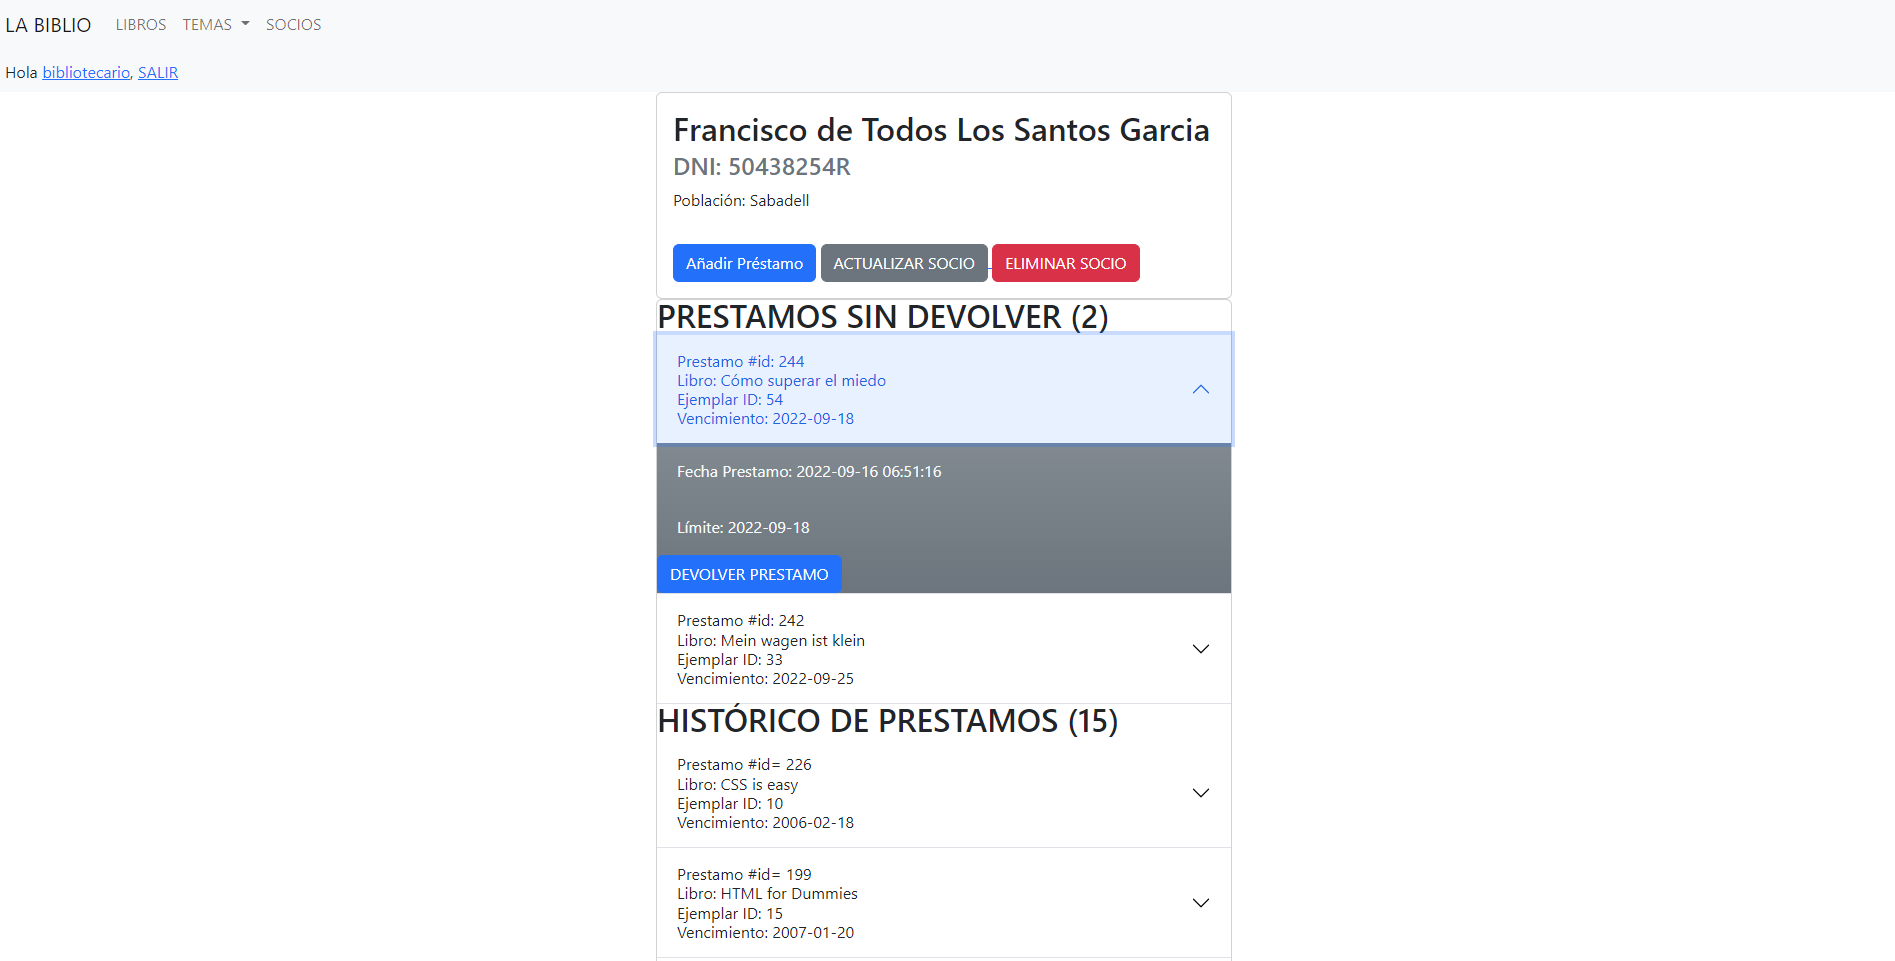 LA BIBLIO LIBROS TEMAS SOCIOS
Hola bibliotecario, SALIR
Francisco de Todos Los Santos Garcia
DNI: 50438254R
Población: Sabadell
Añadir Préstamo ACTUALIZAR SOCIO ELIMINAR SOCIO
PRESTAMOS SIN DEVOLVER (2)
Prestamo #id: 244
Libro: Cómo superar el miedo
Ejemplar ID: 54
Vencimiento: 2022-09-18
Fecha Prestamo: 2022-09-16 06:51:16
Límite: 2022-09-18
DEVOLVER PRESTAMO
Prestamo #id: 242
Libro: Mein wagen ist klein
Ejemplar ID: 33
Vencimiento: 2022-09-25
HISTÓRICO DE PRESTAMOS (15)
Prestamo #id= 226
Libro: CSS is easy
Ejemplar ID: 10
Vencimiento: 2006-02-18
Prestamo #id= 199
Libro: HTML for Dummies
Ejemplar ID: 15
Vencimiento: 2007-01-20